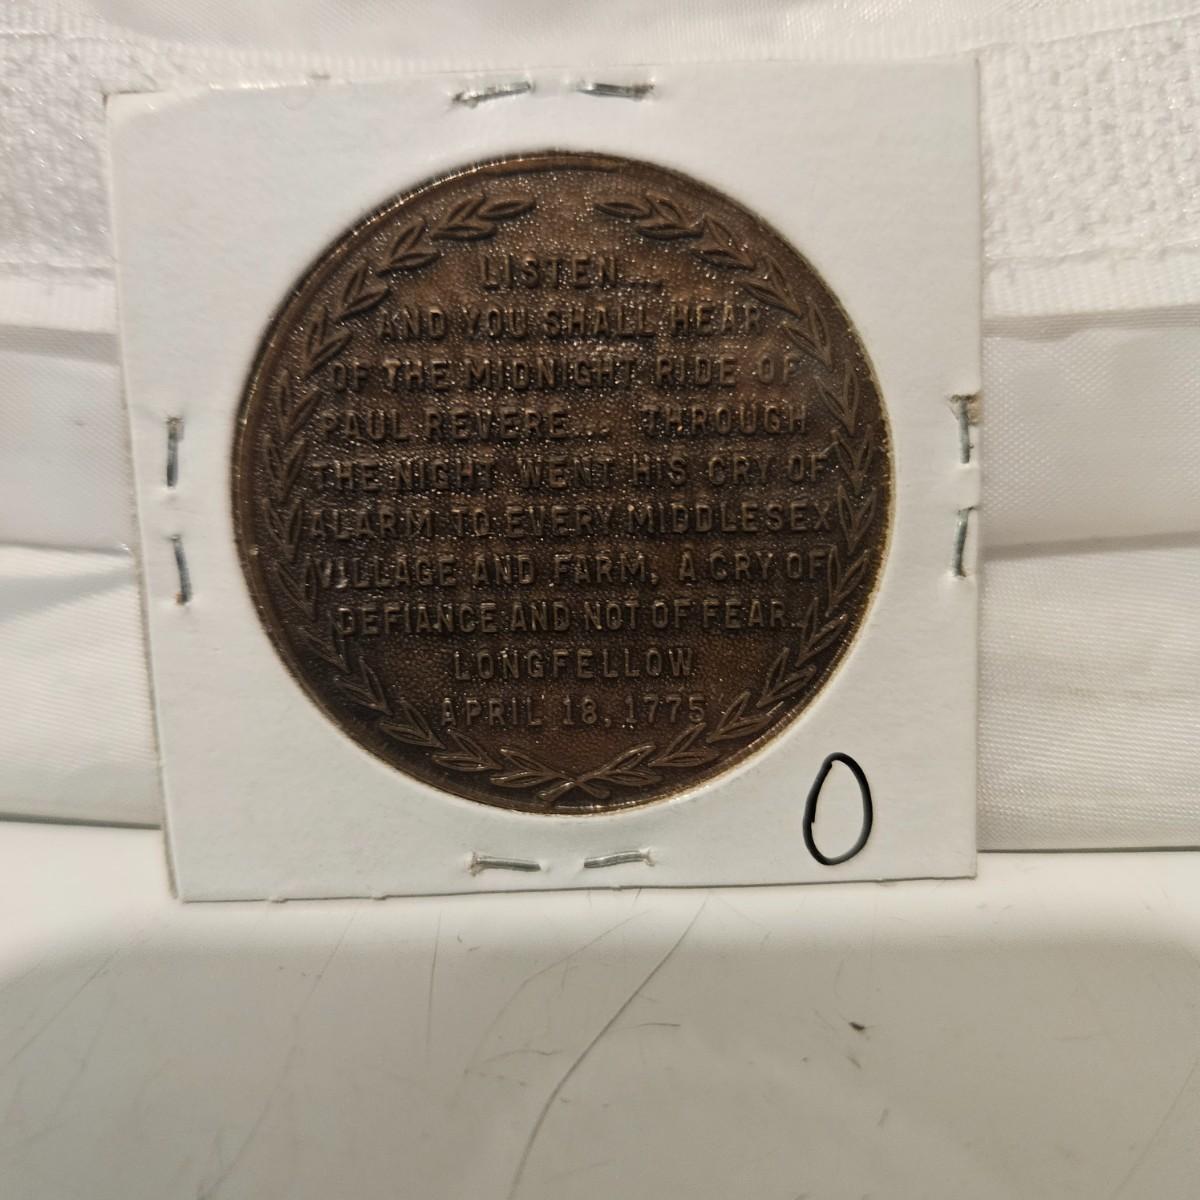 LISTEN...
AND YOU SHALL HEAR
OF THE MIDNIGHT RIDE OF
PAUL REVERE... THROUGH
THE NIGHT WENT HIS CRY OF
ALARM TO EVERY MIDDLESEX
VILLAGE AND FARM, A CRY OF
DEFIANCE AND NOT OF FEAR...
LONGFELLOW
APRIL 18, 1775
0